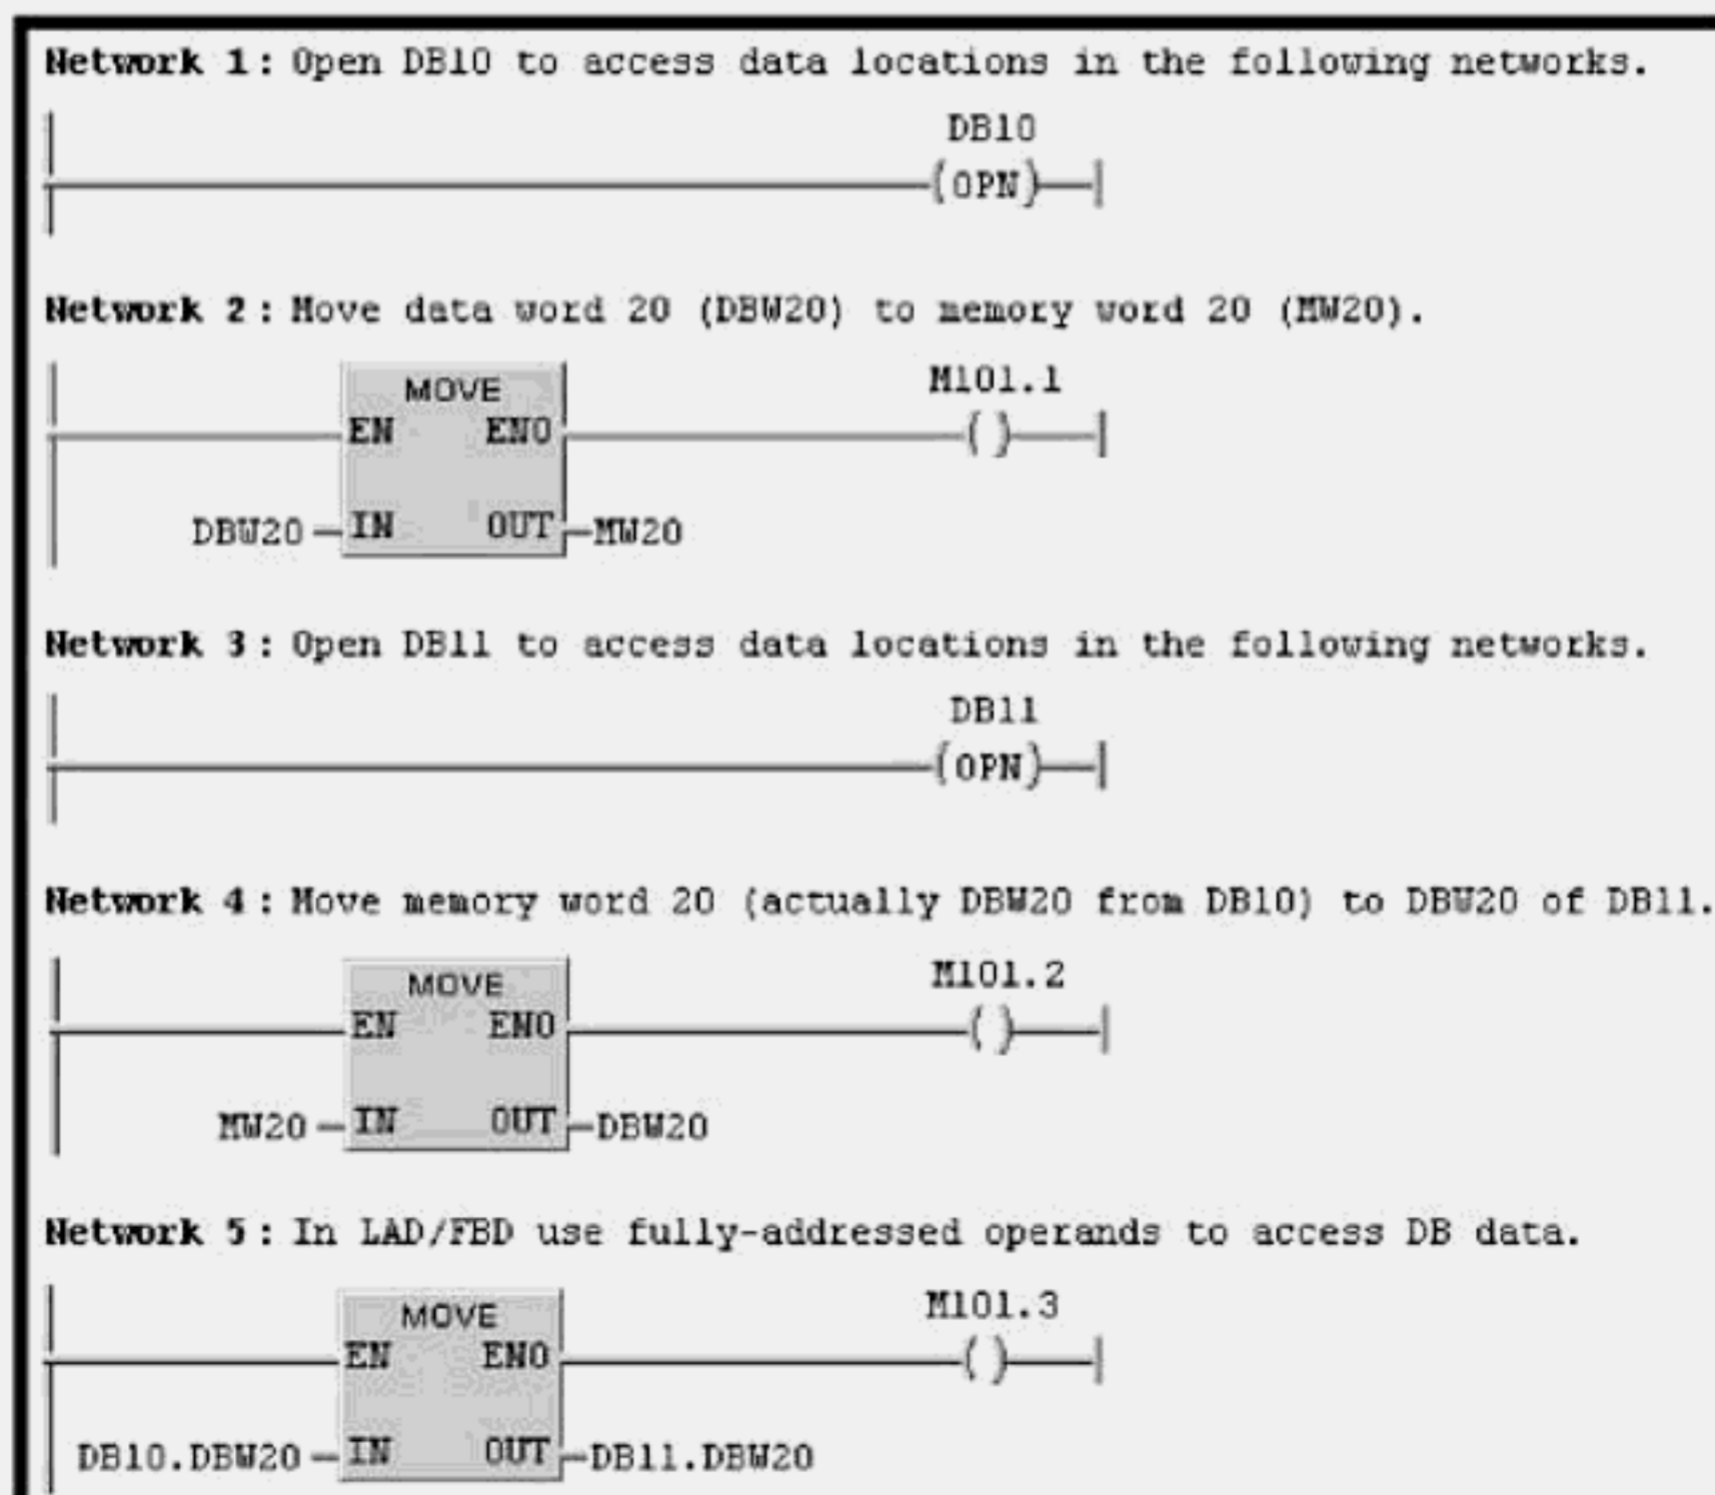 Network 1: Open DB10 to access data locations in the following networks.
DB10
(OPN)
Network 2: Move data word 20 (DBW20) to memory word 20 (MW20).
MOVE
M101.1
EN ENO
( )
DBW20 IN OUT MW20
Network 3: Open DB11 to access data locations in the following networks.
DB11
(OPN)
Network 4: Move memory word 20 (actually DBW20 from DB10) to DBW20 of DB11.
MOVE
M101.2
EN ENO
( )
MW20 IN OUT DBW20
Network 5: In LAD/FBD use fully-addressed operands to access DB data.
MOVE
M101.3
EN ENO
( )
DB10.DBW20 IN OUT DB11.DBW20